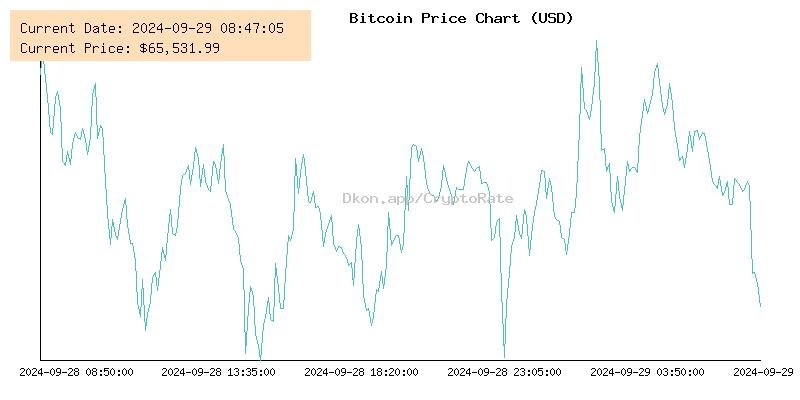 Bitcoin Price Chart (USD)
Current Date: 2024-09-29 08:47:05
Current Price: $65,531.99
Dkon.app/CryptoRate
2024-09-28 08:50:00
2024-09-28 13:35:00
2024-09-28 18:20:00
2024-09-28 23:05:00
2024-09-29 03:50:00
2024-09-29